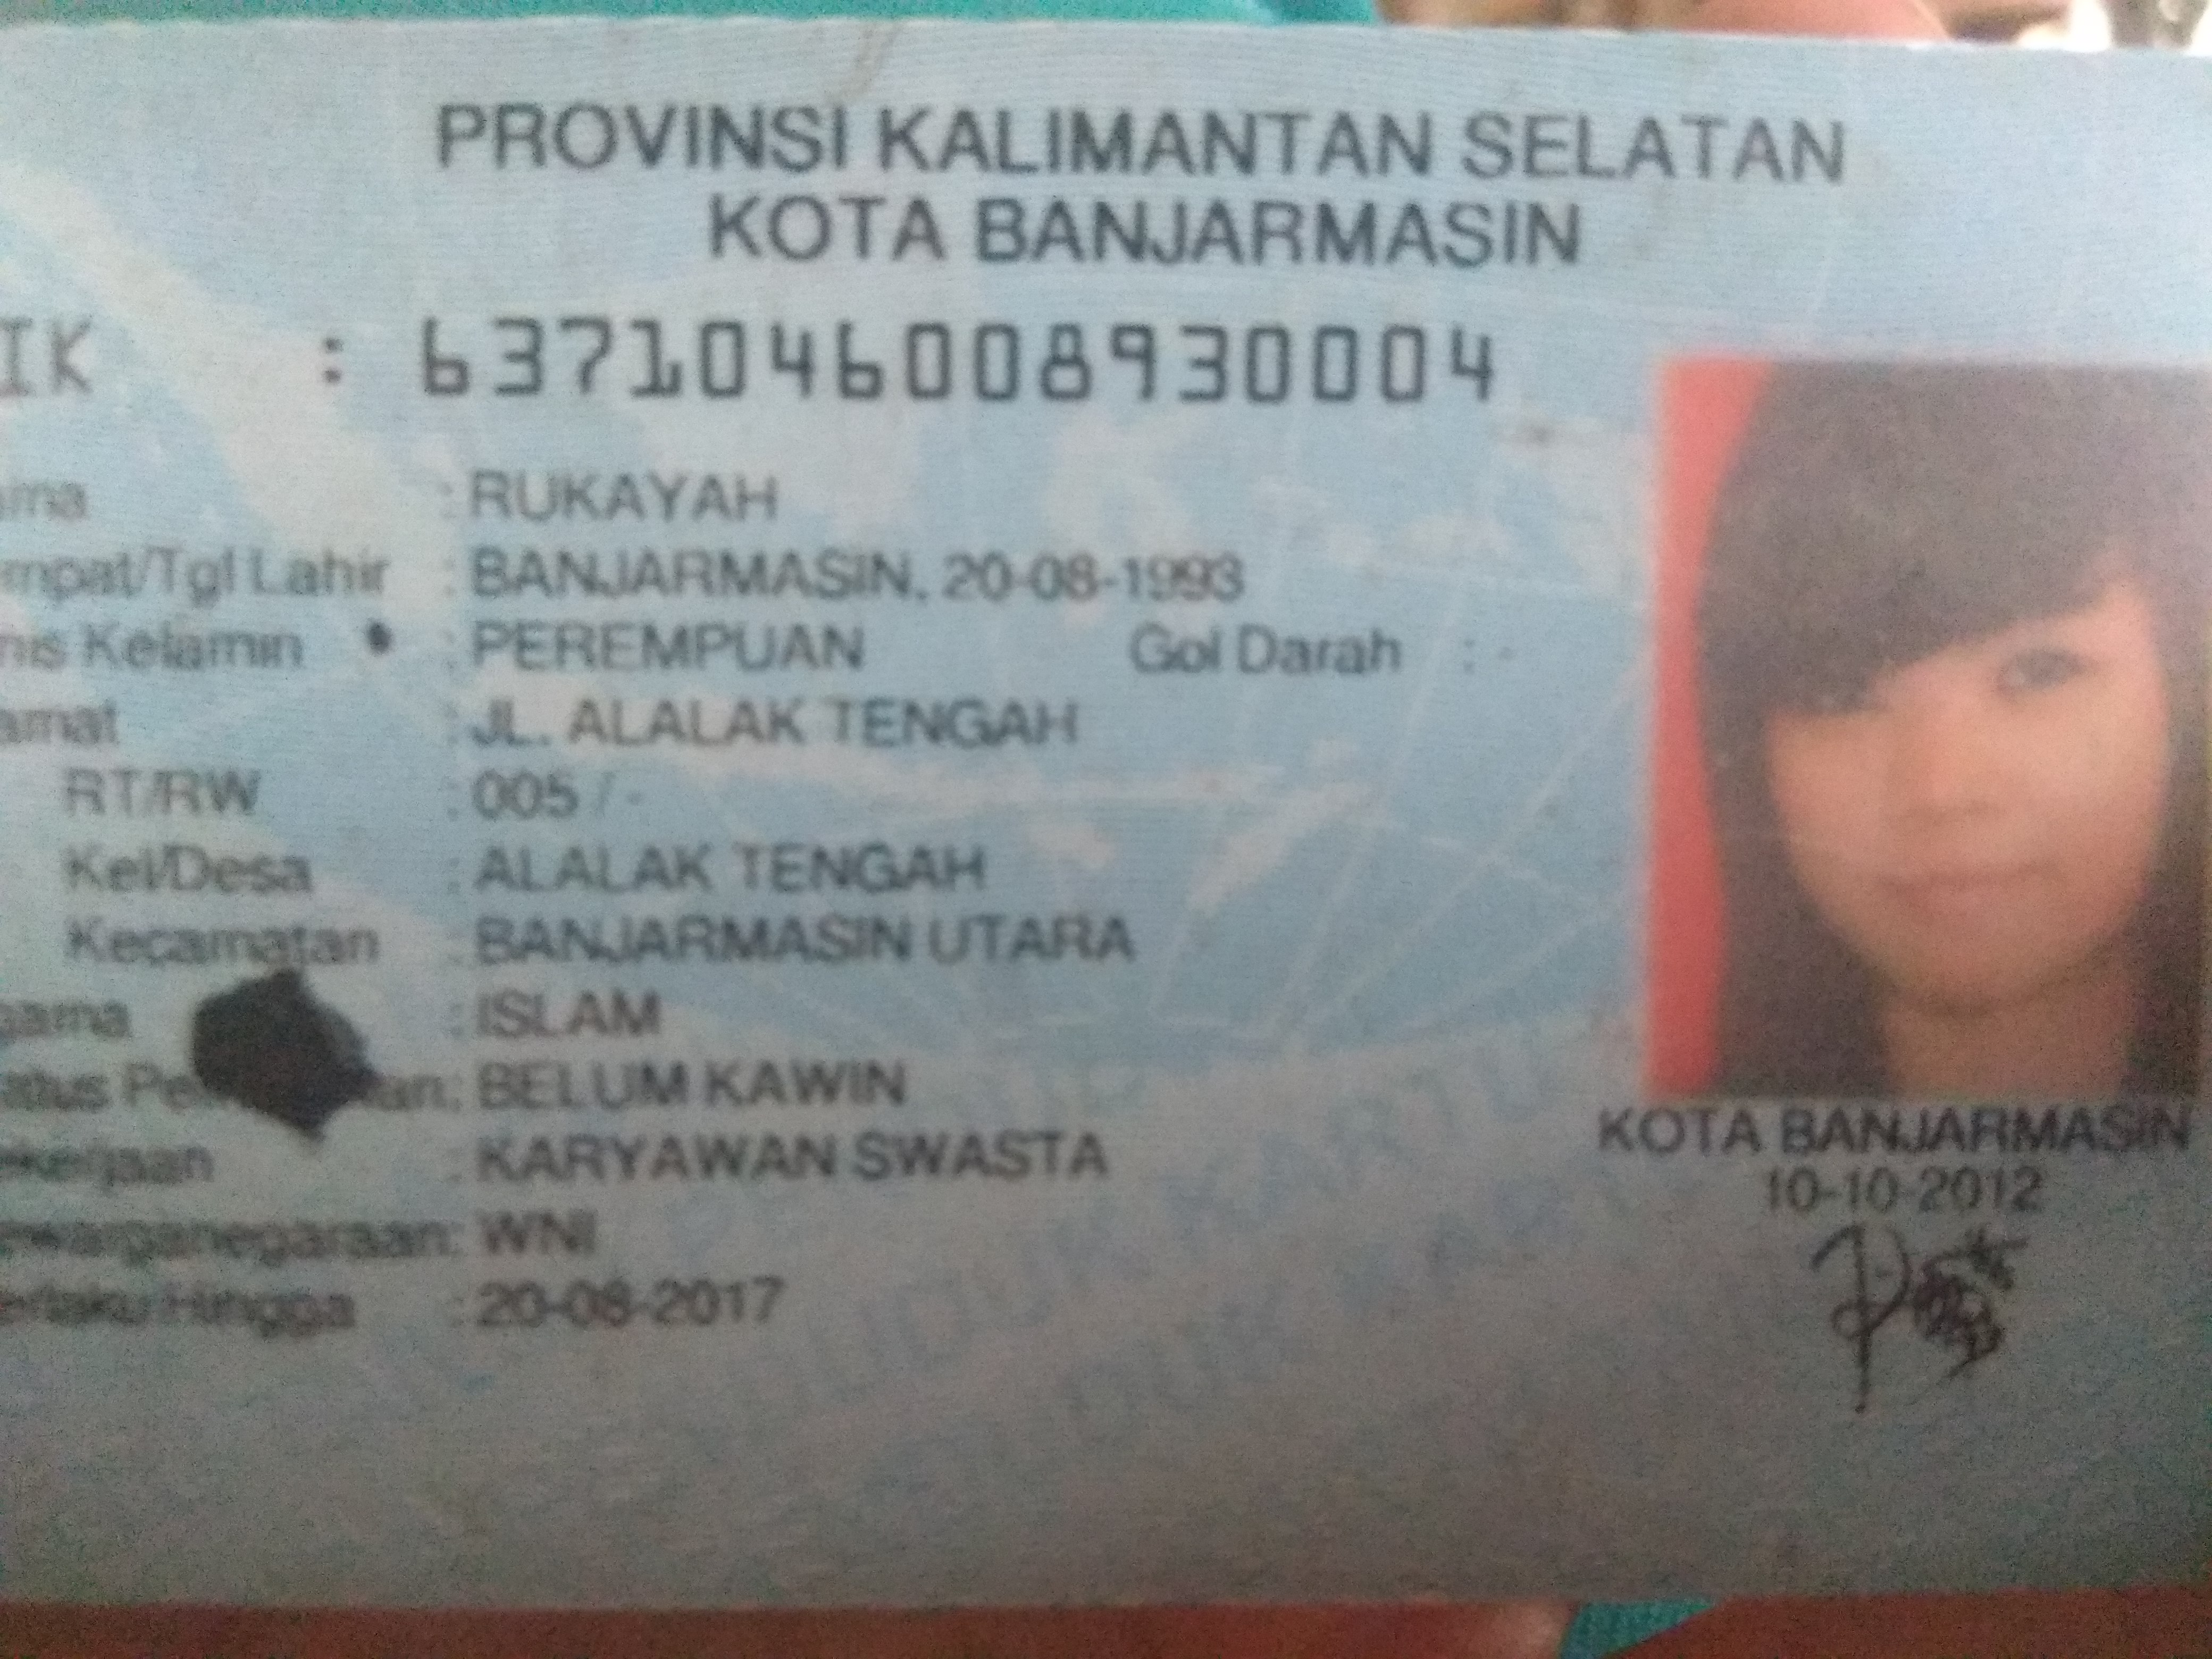 PROVINSI KALIMANTAN SELATAN
KOTA BANJARMASIN
IK : 6371046008930004
ama : RUKAYAH
mpat/Tgl Lahir : BANJARMASIN, 20-08-1993
nis Kelamin : PEREMPUAN Gol Darah : -
amat : JL. ALALAK TENGAH
RT/RW : 005 / -
Kel/Desa : ALALAK TENGAH
Kecamatan : BANJARMASIN UTARA
gama : ISLAM
atus Pe an: BELUM KAWIN
ekerjaan : KARYAWAN SWASTA
ewarganegaraan: WNI
erlaku Hingga : 20-08-2017
KOTA BANJARMASIN
10-10-2012